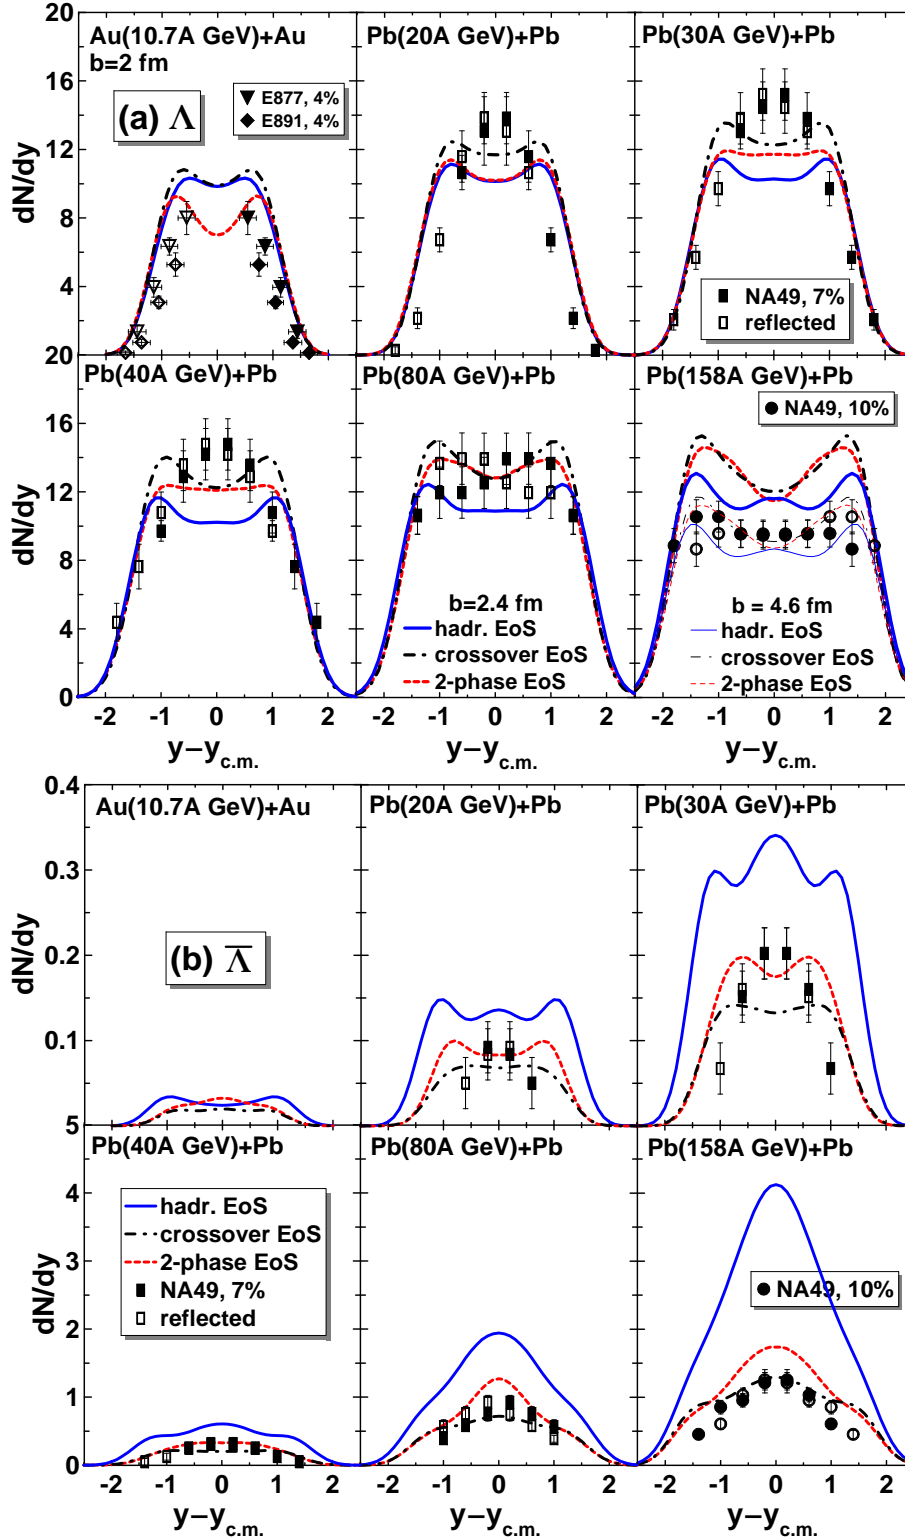 20
16
12
8
4
20
16
12
8
4
0
dN/dy
dN/dy
Au(10.7A GeV)+Au
b=2 fm
(a) Λ
E877, 4%
E891, 4%
Pb(20A GeV)+Pb
Pb(30A GeV)+Pb
NA49, 7%
reflected
Pb(40A GeV)+Pb
Pb(80A GeV)+Pb
b=2.4 fm
hadr. EoS
crossover EoS
2-phase EoS
Pb(158A GeV)+Pb
NA49, 10%
b = 4.6 fm
hadr. EoS
crossover EoS
2-phase EoS
-2 -1 0 1 2
-2 -1 0 1 2
-2 -1 0 1 2
y−y c.m.
y−y c.m.
y−y c.m.
0.4
0.3
0.2
0.1
5
4
3
2
1
0
dN/dy
dN/dy
Au(10.7A GeV)+Au
(b) Λ̅
Pb(20A GeV)+Pb
Pb(30A GeV)+Pb
Pb(40A GeV)+Pb
hadr. EoS
crossover EoS
2-phase EoS
NA49, 7%
reflected
Pb(80A GeV)+Pb
Pb(158A GeV)+Pb
NA49, 10%
-2 -1 0 1 2
-2 -1 0 1 2
-2 -1 0 1 2
y−y c.m.
y−y c.m.
y−y c.m.